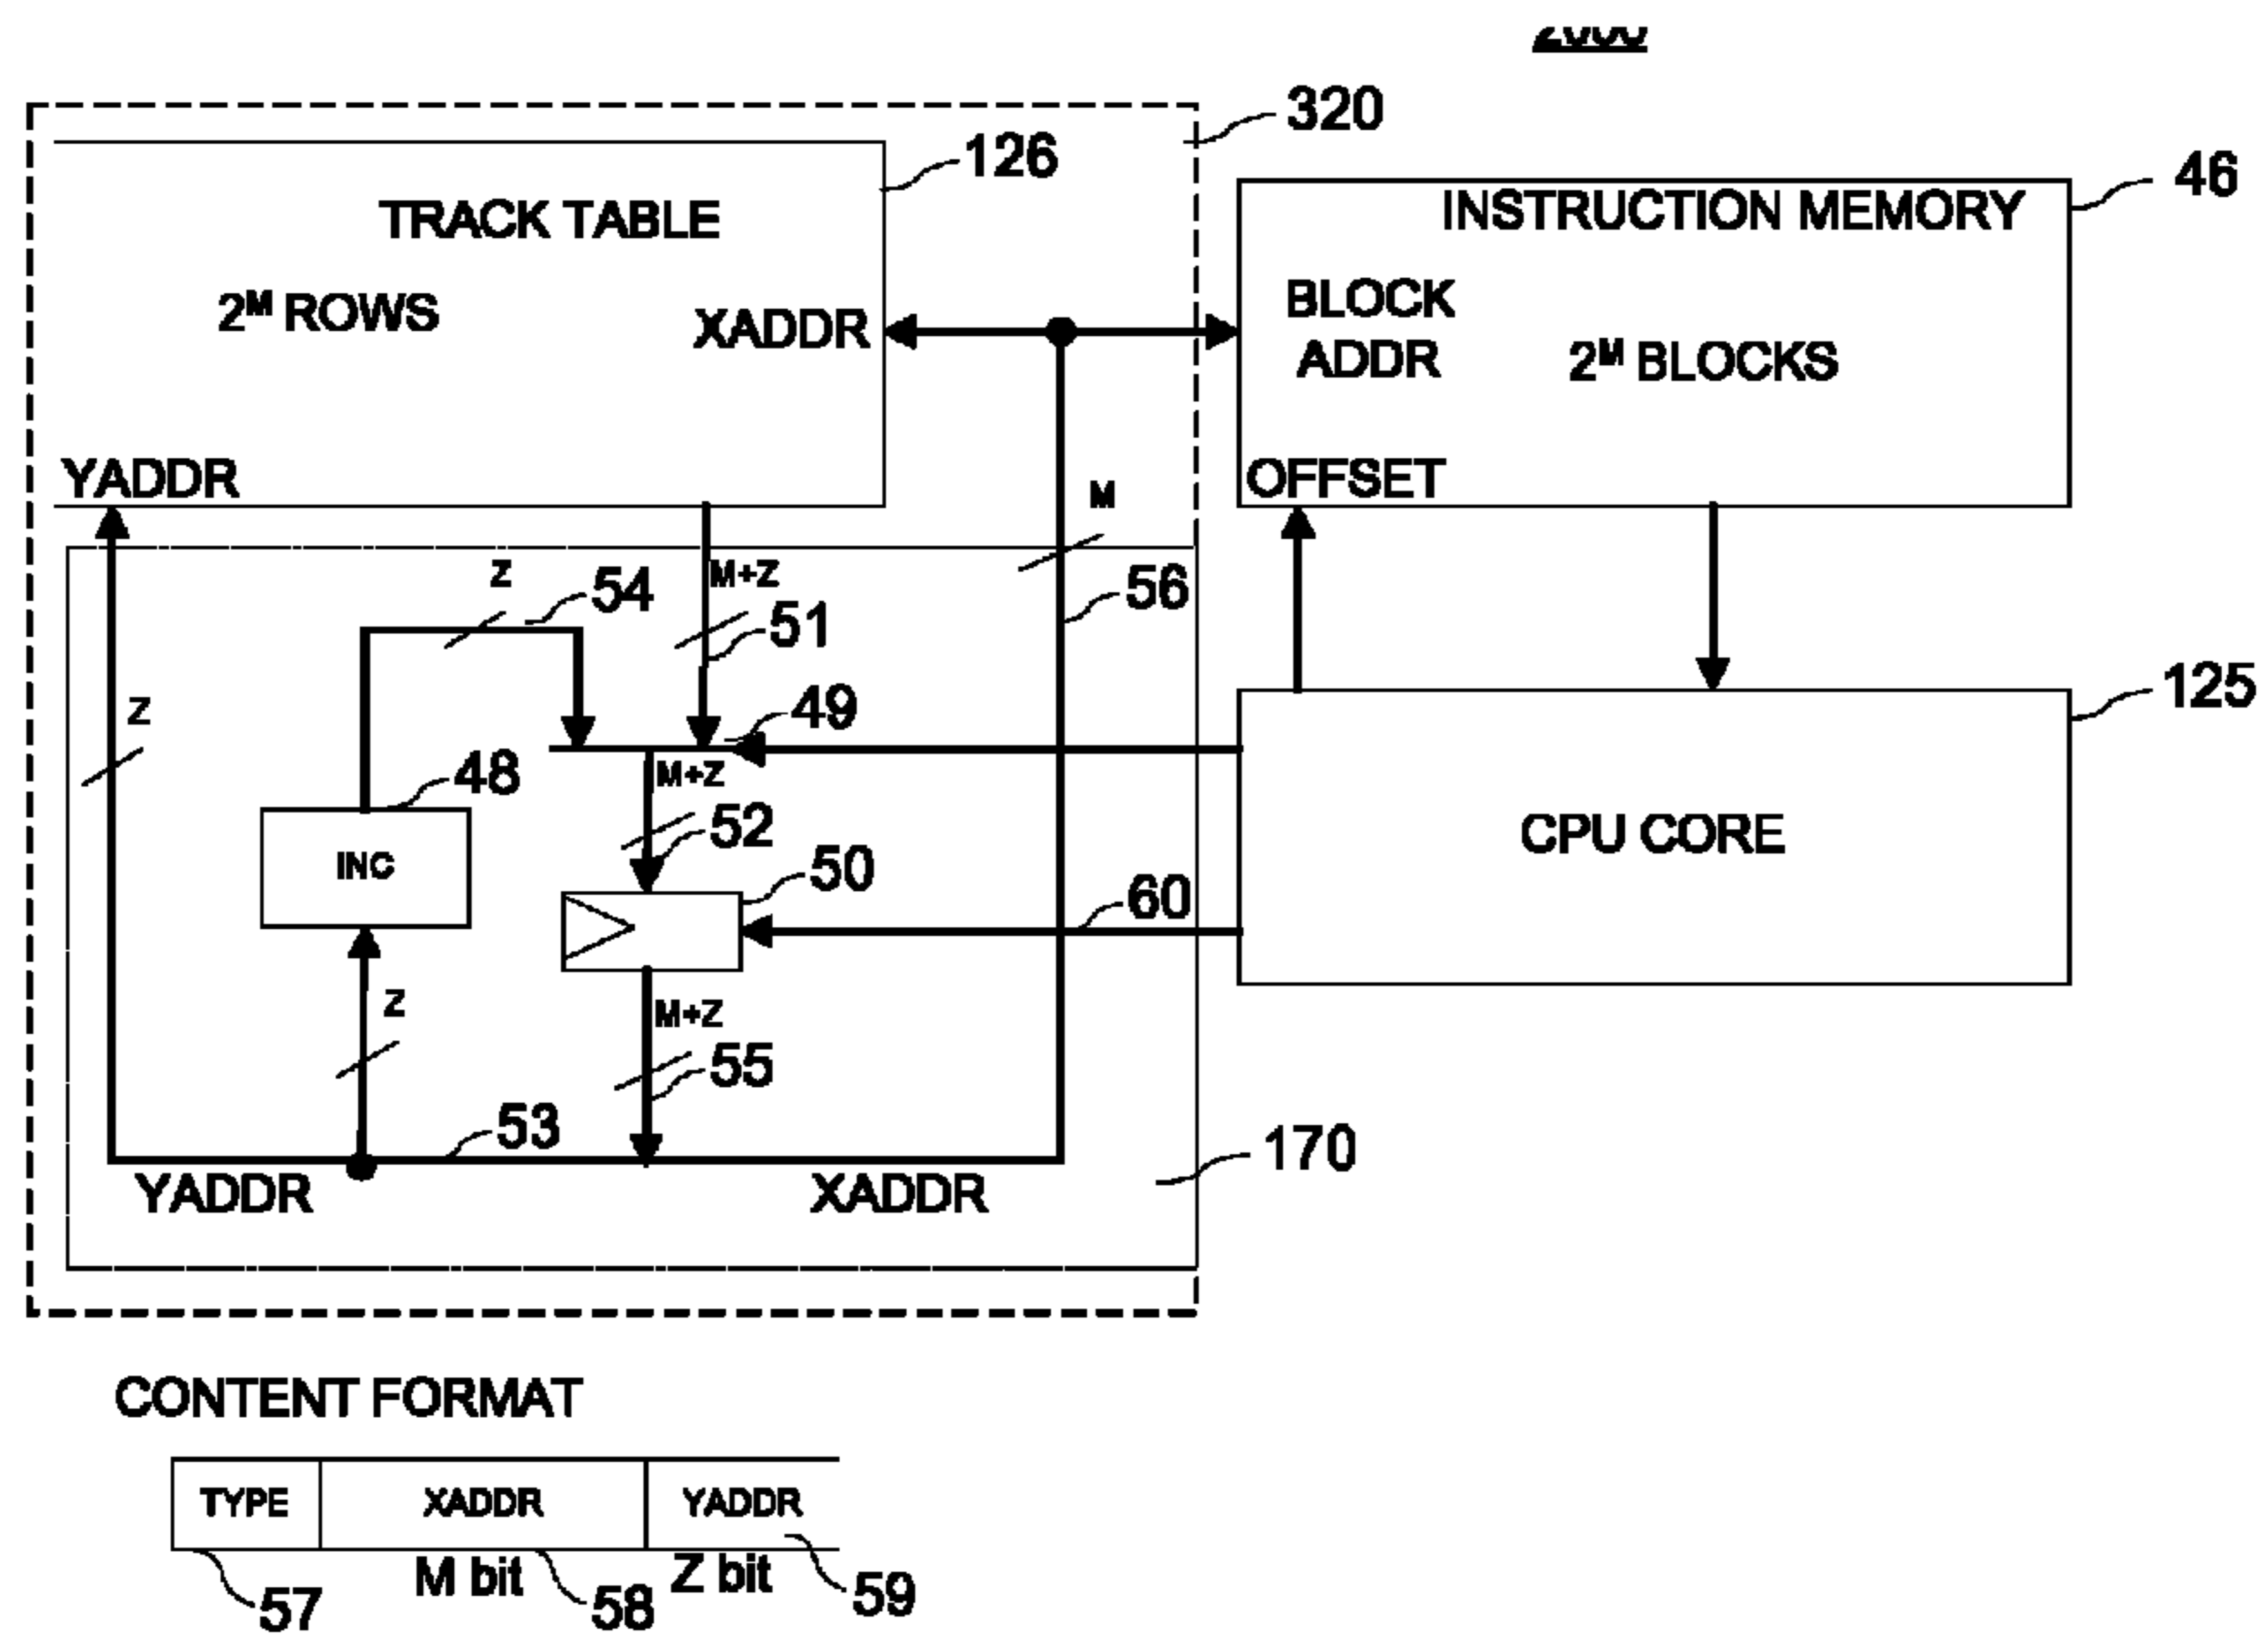 320
126
46
TRACK TABLE
INSTRUCTION MEMORY
2ᴹ ROWS
XADDR
BLOCK
ADDR
2ᴹ BLOCKS
YADDR
OFFSET
M
Z
54
M+Z
51
56
Z
49
125
48
M+Z
52
CPU CORE
INC
50
60
Z
M+Z
55
53
170
YADDR
XADDR
CONTENT FORMAT
TYPE
XADDR
YADDR
M bit
Z bit
57
58
59